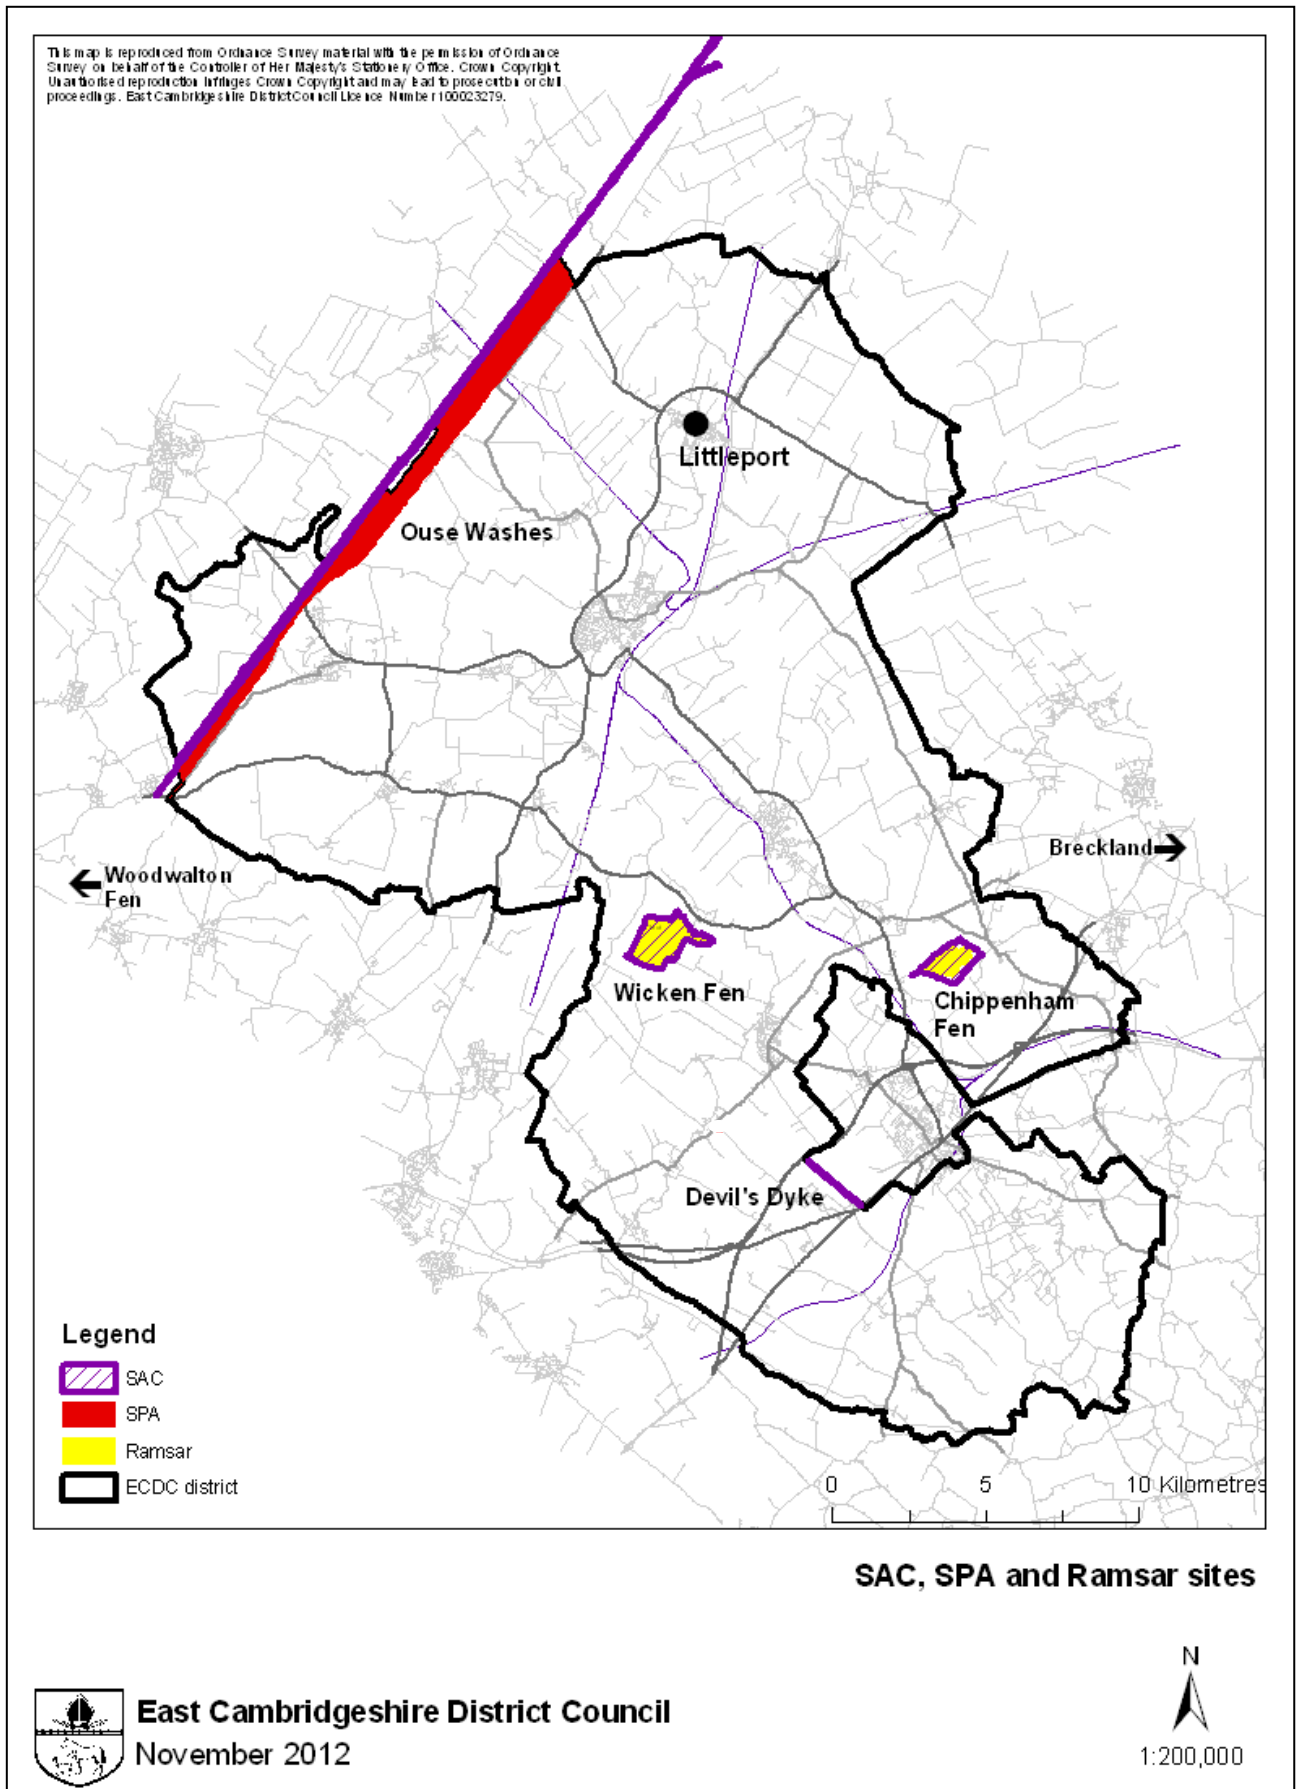 This map is reproduced from Ordnance Survey material with the permission of Ordnance
Survey on behalf of the Controller of Her Majesty's Stationery Office. Crown Copyright.
Unauthorised reproduction infringes Crown Copyright and may lead to prosecution or civil
proceedings. East Cambridgeshire District Council Licence Number 100023279.
Littleport
Ouse Washes
Breckland
Woodwalton
Fen
Wicken Fen
Chippenham
Fen
Devil's Dyke
Legend
SAC
SPA
Ramsar
ECDC district
0 5 10 Kilometres
SAC, SPA and Ramsar sites
N
East Cambridgeshire District Council
November 2012
1:200,000